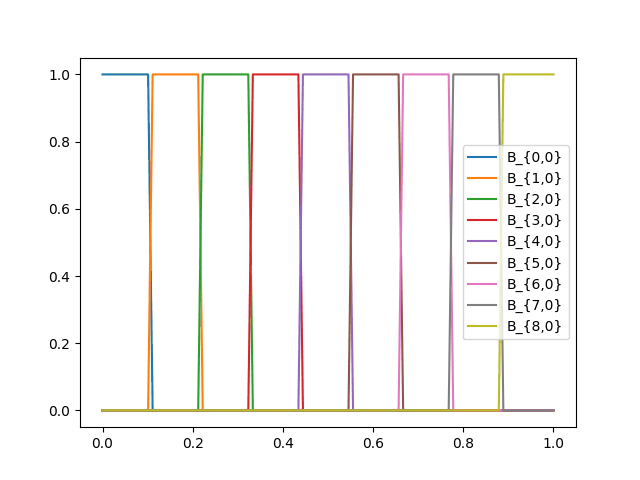 1.0
0.8
0.6
0.4
0.2
0.0
0.0 0.2 0.4 0.6 0.8 1.0
B_{0,0}
B_{1,0}
B_{2,0}
B_{3,0}
B_{4,0}
B_{5,0}
B_{6,0}
B_{7,0}
B_{8,0}